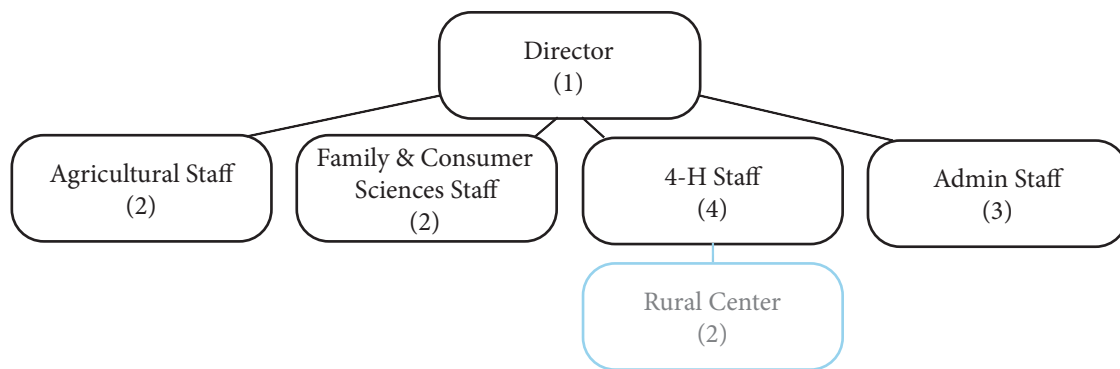 Director
(1)
Agricultural Staff
(2)
Family & Consumer
Sciences Staff
(2)
4-H Staff
(4)
Admin Staff
(3)
Rural Center
(2)